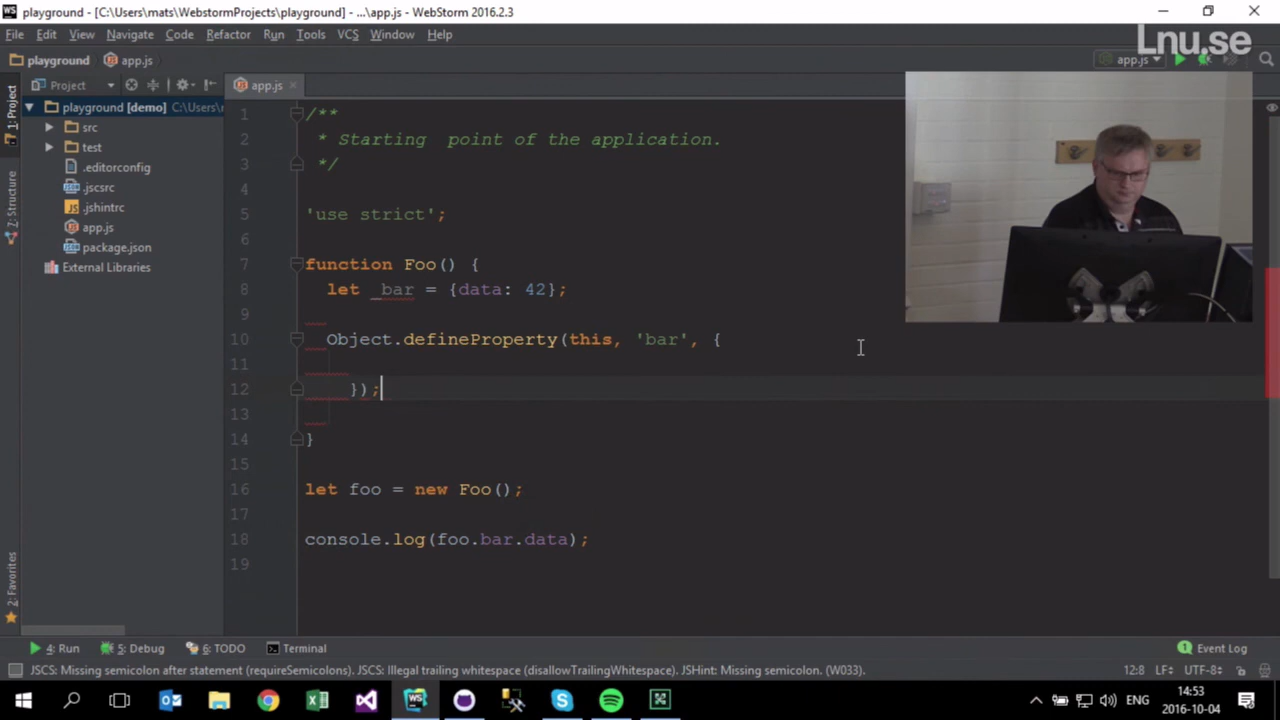 playground - [C:\Users\mats\WebstormProjects\playground] - ...\app.js - WebStorm 2016.2.3
File Edit View Navigate Code Refactor Run Tools VCS Window Help
Lnu.se
playground app.js app.js
Project app.js
1: Project
7: Structure
2: Favorites
playground [demo] C:\Users\
src
test
.editorconfig
.jscsrc
.jshintrc
app.js
package.json
External Libraries
1 /**
2 * Starting  point of the application.
3 */
4
5 'use strict';
6
7 function Foo() {
8 let _bar = {data: 42};
9
10 Object.defineProperty(this, 'bar', {
11
12 });
13
14 }
15
16 let foo = new Foo();
17
18 console.log(foo.bar.data);
19
4: Run 5: Debug 6: TODO Terminal 1 Event Log
JSCS: Missing semicolon after statement (requireSemicolons). JSCS: Illegal trailing whitespace (disallowTrailingWhitespace). JSHint: Missing semicolon. (W033). 12:8 LF÷ UTF-8÷
ENG 14:53
2016-10-04